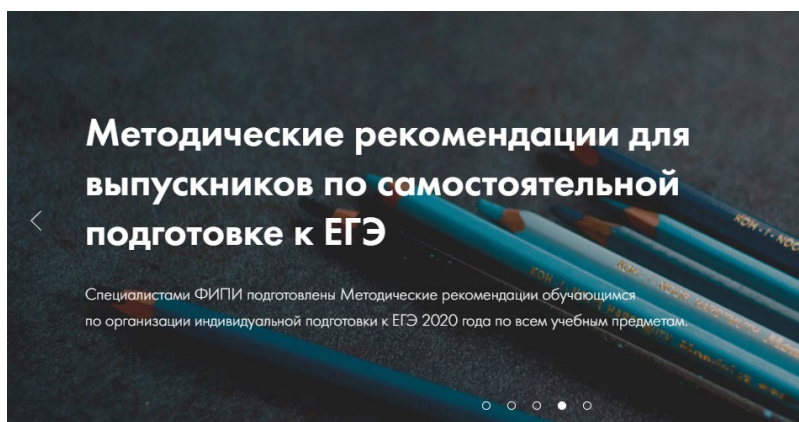 Методические рекомендации для
выпускников по самостоятельной
подготовке к ЕГЭ
Специалистами ФИПИ подготовлены Методические рекомендации обучающимся
по организации индивидуальной подготовки к ЕГЭ 2020 года по всем учебным предметам.